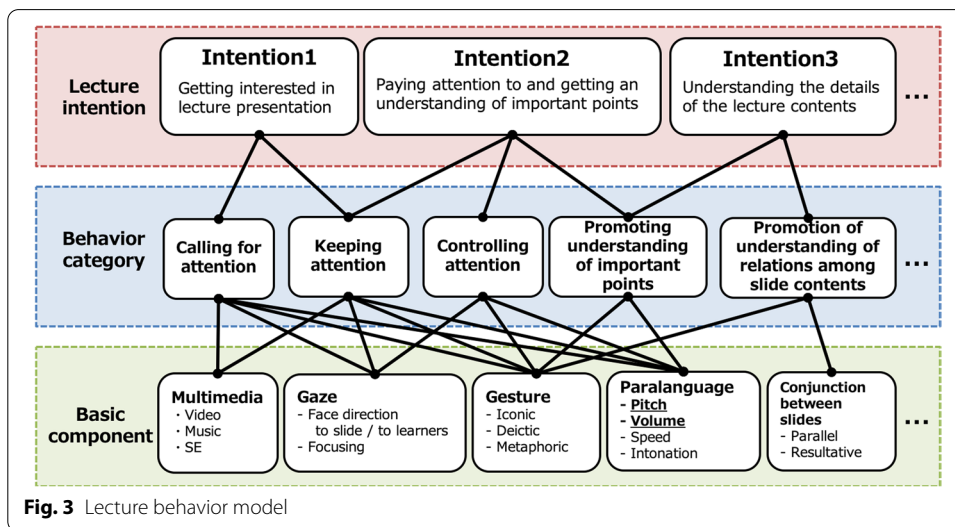 Lecture
intention
Intention1
Getting interested in
lecture presentation
Intention2
Paying attention to and getting an
understanding of important points
Intention3
Understanding the details
of the lecture contents
...
Behavior
category
Calling for
attention
Keeping
attention
Controlling
attention
Promoting
understanding
of important
points
Promotion of
understanding of
relations among
slide contents
...
Basic
component
Multimedia
・Video
・Music
・SE
Gaze
- Face direction
to slide / to learners
- Focusing
Gesture
- Iconic
- Deictic
- Metaphoric
Paralanguage
- Pitch
- Volume
- Speed
- Intonation
Conjunction
between
slides
- Parallel
- Resultative
...
Fig. 3 Lecture behavior model